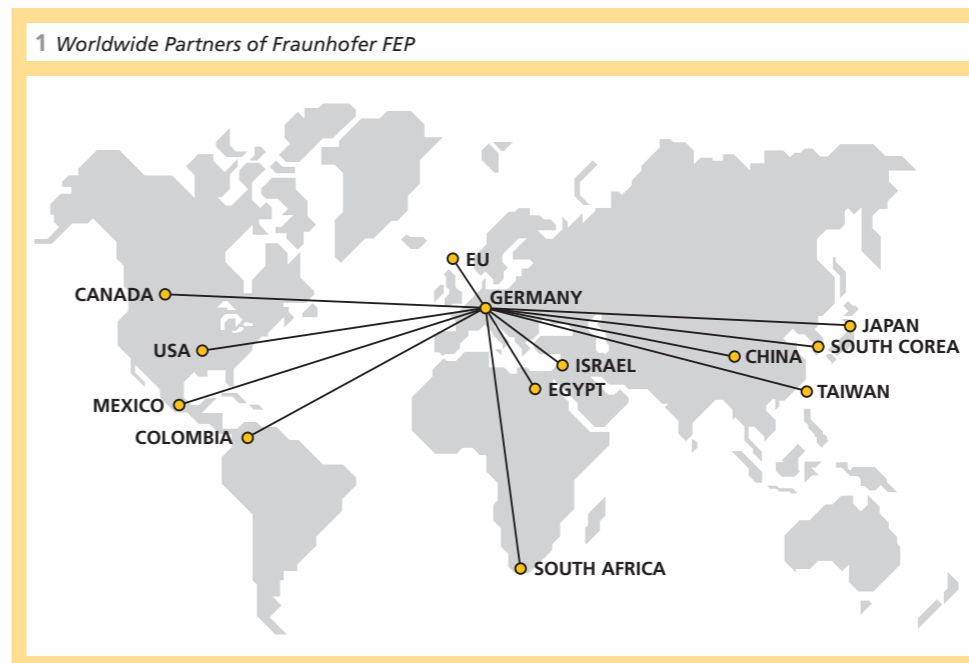 1 Worldwide Partners of Fraunhofer FEP
EU
CANADA
GERMANY
JAPAN
SOUTH COREA
USA
CHINA
ISRAEL
EGYPT
TAIWAN
MEXICO
COLOMBIA
SOUTH AFRICA